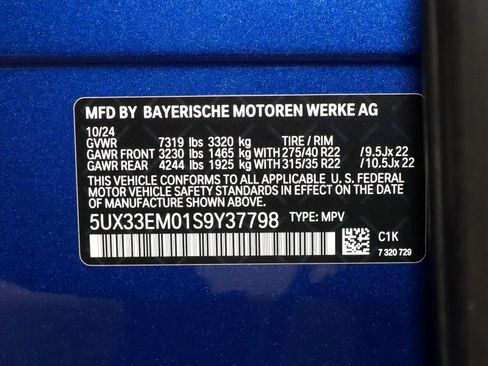 MFD BY BAYERISCHE MOTOREN WERKE AG
10/24
GVWR 7319 lbs 3320 kg TIRE / RIM
GAWR FRONT 3230 lbs 1465 kg WITH 275/40 R22 /9.5Jx 22
GAWR REAR 4244 lbs 1925 kg WITH 315/35 R22 /10.5Jx 22
THIS VEHICLE CONFORMS TO ALL APPLICABLE U. S. FEDERAL
MOTOR VEHICLE SAFETY STANDARDS IN EFFECT ON THE DATE
OF MANUFACTURE SHOWN ABOVE.
5UX33EM01S9Y37798 TYPE: MPV
C1K
7 320 729